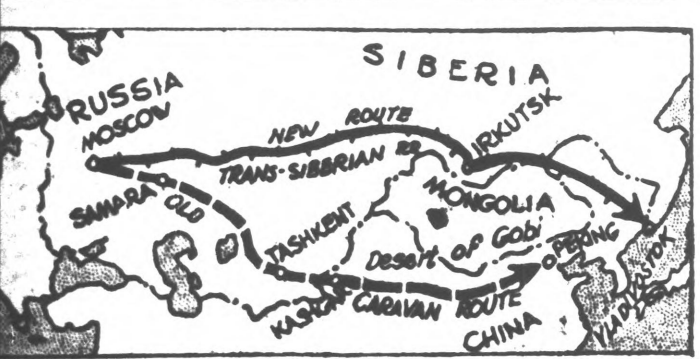 SIBERIA
RUSSIA
MOSCOW
NEW ROUTE
TRANS-SIBERIAN RR
IRKUTSK
SAMARA
OLD
MONGOLIA
TASHKENT
Desert of Gobi
PEKING
KASHGAR
CARAVAN ROUTE
CHINA
VLADIVOSTOK